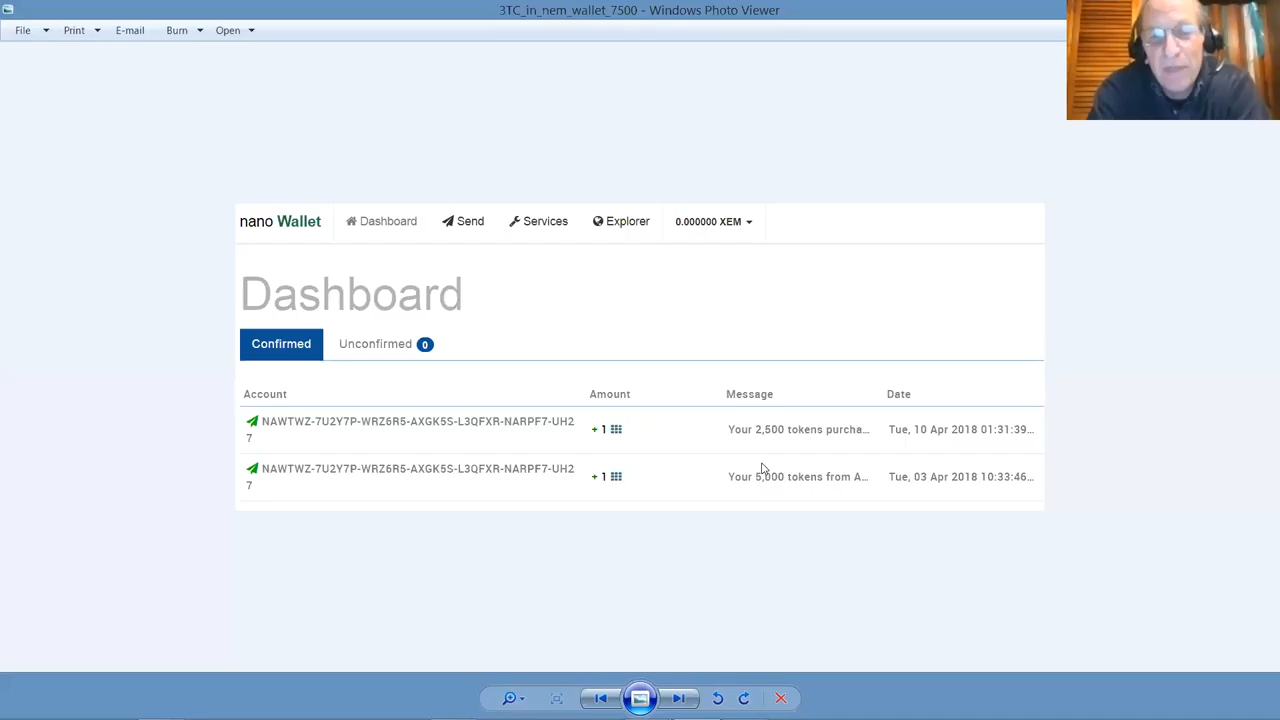 3TC_in_nem_wallet_7500 - Windows Photo Viewer
File Print E-mail Burn Open
nano Wallet Dashboard Send Services Explorer 0.000000 XEM
Dashboard
Confirmed Unconfirmed 0
Account Amount Message Date
NAWTWZ-7U2Y7P-WRZ6R5-AXGK5S-L3QFXR-NARPF7-UH2 + 1 Your 2,500 tokens purcha... Tue, 10 Apr 2018 01:31:39...
7
NAWTWZ-7U2Y7P-WRZ6R5-AXGK5S-L3QFXR-NARPF7-UH2 + 1 Your 5,000 tokens from A... Tue, 03 Apr 2018 10:33:46...
7